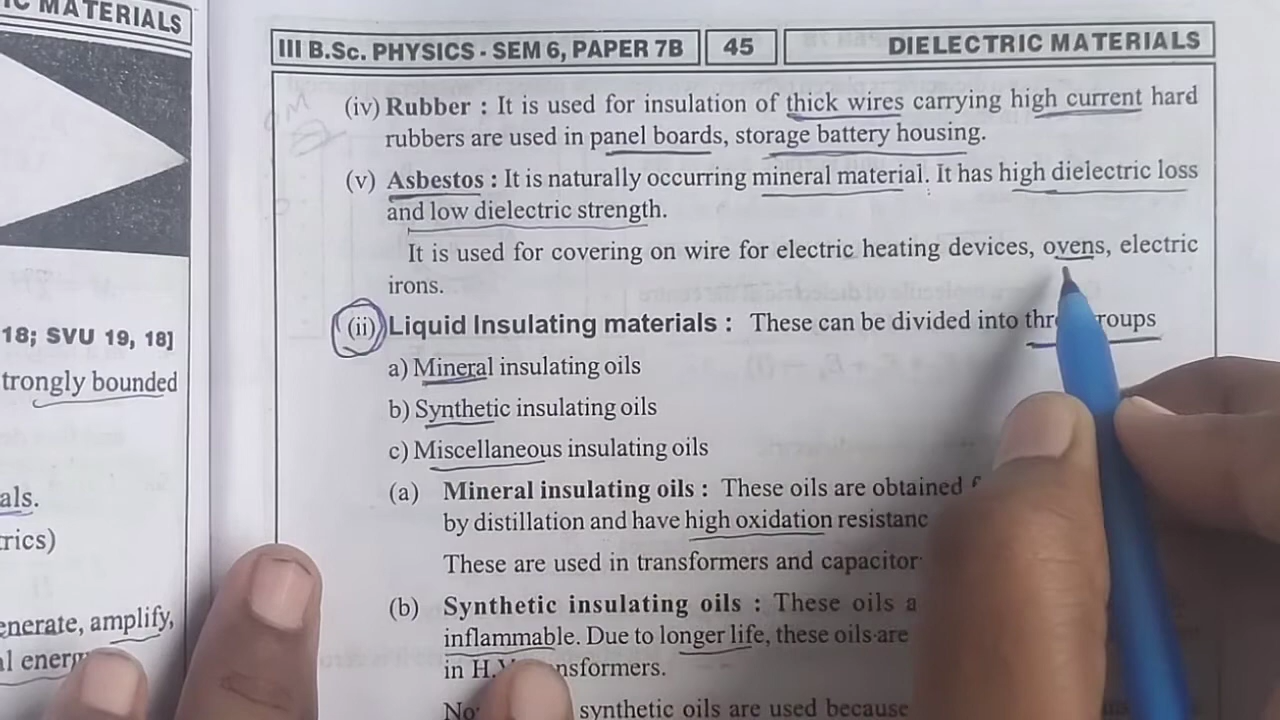 MATERIALS
18; SVU 19, 18]
trongly bounded
als.
rics)
enerate, amplify,
III B.Sc. PHYSICS - SEM 6, PAPER 7B 45 DIELECTRIC MATERIALS
(iv) Rubber : It is used for insulation of thick wires carrying high current hard
rubbers are used in panel boards, storage battery housing.
(v) Asbestos : It is naturally occurring mineral material. It has high dielectric loss
and low dielectric strength.
It is used for covering on wire for electric heating devices, ovens, electric
irons.
(ii) Liquid Insulating materials : These can be divided into thr roups
a) Mineral insulating oils
b) Synthetic insulating oils
c) Miscellaneous insulating oils
(a) Mineral insulating oils : These oils are obtained
by distillation and have high oxidation resistanc
These are used in transformers and capacitor
(b) Synthetic insulating oils : These oils a
inflammable. Due to longer life, these oils are
in H.V nsformers.
No synthetic oils are used because